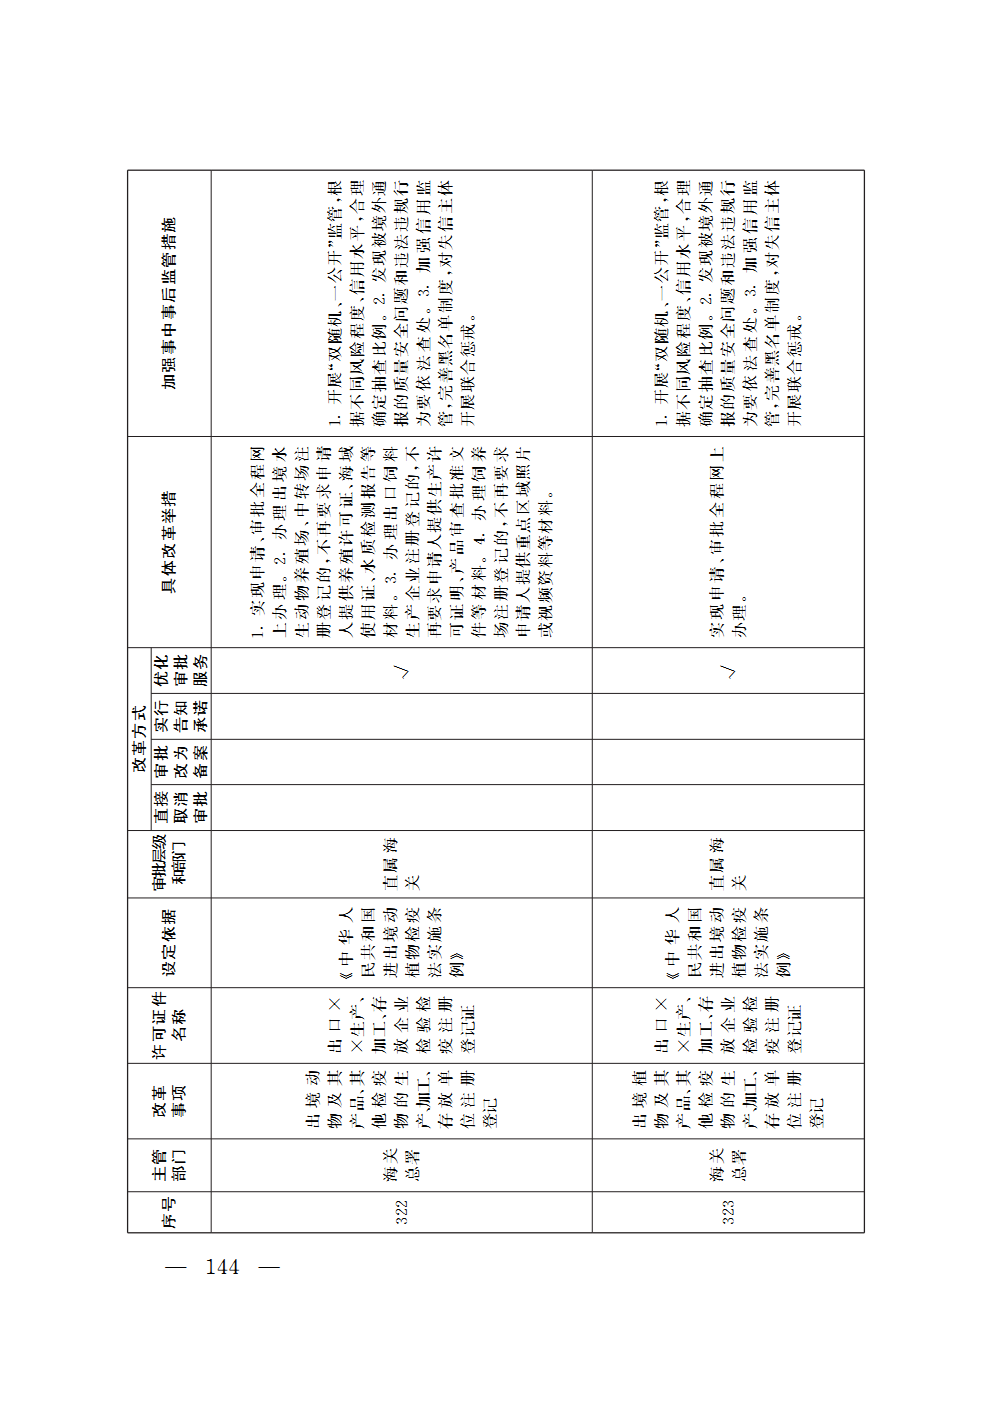 序号
主管
部门
改革
事项
许可证件
名称
设定依据
审批层级
和部门
改革方式
直接
取消
审批
审批
改为
备案
实行
告知
承诺
优化
审批
服务
具体改革举措
加强事中事后监管措施
322
海关
总署
出境动
物及其
产品、其
他检疫
物的生
产、加工、
存放单
位注册
登记
出口×
×生产、
加工、存
放企业
检验检
疫注册
登记证
《中华人
民共和国
进出境动
植物检疫
法实施条
例》
直属海
关
√
1. 实现申请、审批全程网
上办理。2. 办理出境水
生动物养殖场、中转场注
册登记的,不再要求申请
人提供养殖许可证、海域
使用证、水质检测报告等
材料。3. 办理出口饲料
生产企业注册登记的,不
再要求申请人提供生产许
可证明、产品审查批准文
件等材料。4. 办理饲养
场注册登记的,不再要求
申请人提供重点区域照片
或视频资料等材料。
1. 开展“双随机、一公开”监管,根
据不同风险程度、信用水平,合理
确定抽查比例。2. 发现被境外通
报的质量安全问题和违法违规行
为要依法查处。3. 加强信用监
管,完善黑名单制度,对失信主体
开展联合惩戒。
323
海关
总署
出境植
物及其
产品、其
他检疫
物的生
产、加工、
存放单
位注册
登记
出口×
×生产、
加工、存
放企业
检验检
疫注册
登记证
《中华人
民共和国
进出境动
植物检疫
法实施条
例》
直属海
关
√
实现申请、审批全程网上
办理。
1. 开展“双随机、一公开”监管,根
据不同风险程度、信用水平,合理
确定抽查比例。2. 发现被境外通
报的质量安全问题和违法违规行
为要依法查处。3. 加强信用监
管,完善黑名单制度,对失信主体
开展联合惩戒。
— 144 —